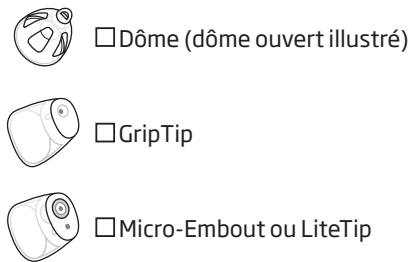 ☐ Dôme (dôme ouvert illustré)
☐ GripTip
☐ Micro-Embout ou LiteTip